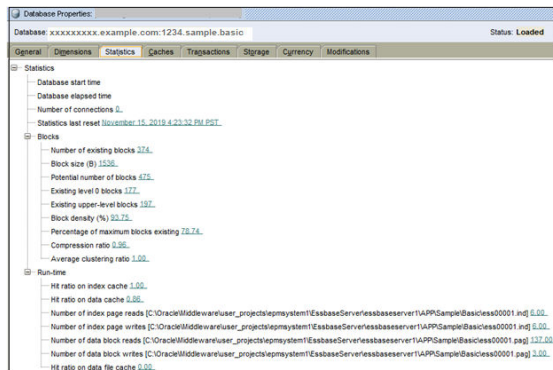 Database Properties:
Database: xxxxxxxxx.example.com:1234.sample.basic Status: Loaded
General Dimensions Statistics Caches Transactions Storage Currency Modifications
Statistics
Database start time
Database elapsed time
Number of connections 0
Statistics last reset November 15, 2019 4:23:32 PM PST
Blocks
Number of existing blocks 374
Block size (B) 1536
Potential number of blocks 475
Existing level 0 blocks 177
Existing upper-level blocks 197
Block density (%) 93.75
Percentage of maximum blocks existing 78.74
Compression ratio 0.96
Average clustering ratio 1.00
Run-time
Hit ratio on index cache 1.00
Hit ratio on data cache 0.86
Number of index page reads [C:\Oracle\Middleware\user_projects\epmsystem1\EssbaseServer\essbaseserver1\APP\Sample\Basic\ess00001.ind] 6.00
Number of index page writes [C:\Oracle\Middleware\user_projects\epmsystem1\EssbaseServer\essbaseserver1\APP\Sample\Basic\ess00001.ind] 6.00
Number of data block reads [C:\Oracle\Middleware\user_projects\epmsystem1\EssbaseServer\essbaseserver1\APP\Sample\Basic\ess00001.pag] 137.00
Number of data block writes [C:\Oracle\Middleware\user_projects\epmsystem1\EssbaseServer\essbaseserver1\APP\Sample\Basic\ess00001.pag] 3.00
Hit ratio on data file cache 0.00